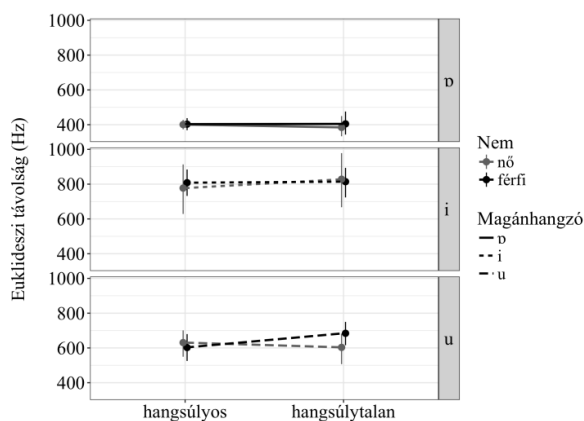 Euklideszi távolság (Hz)
1000
800
600
400
ɒ
1000
800
600
400
i
1000
800
600
400
u
hangsúlyos hangsúlytalan
Nem
nő
férfi
Magánhangzó
ɒ
i
u